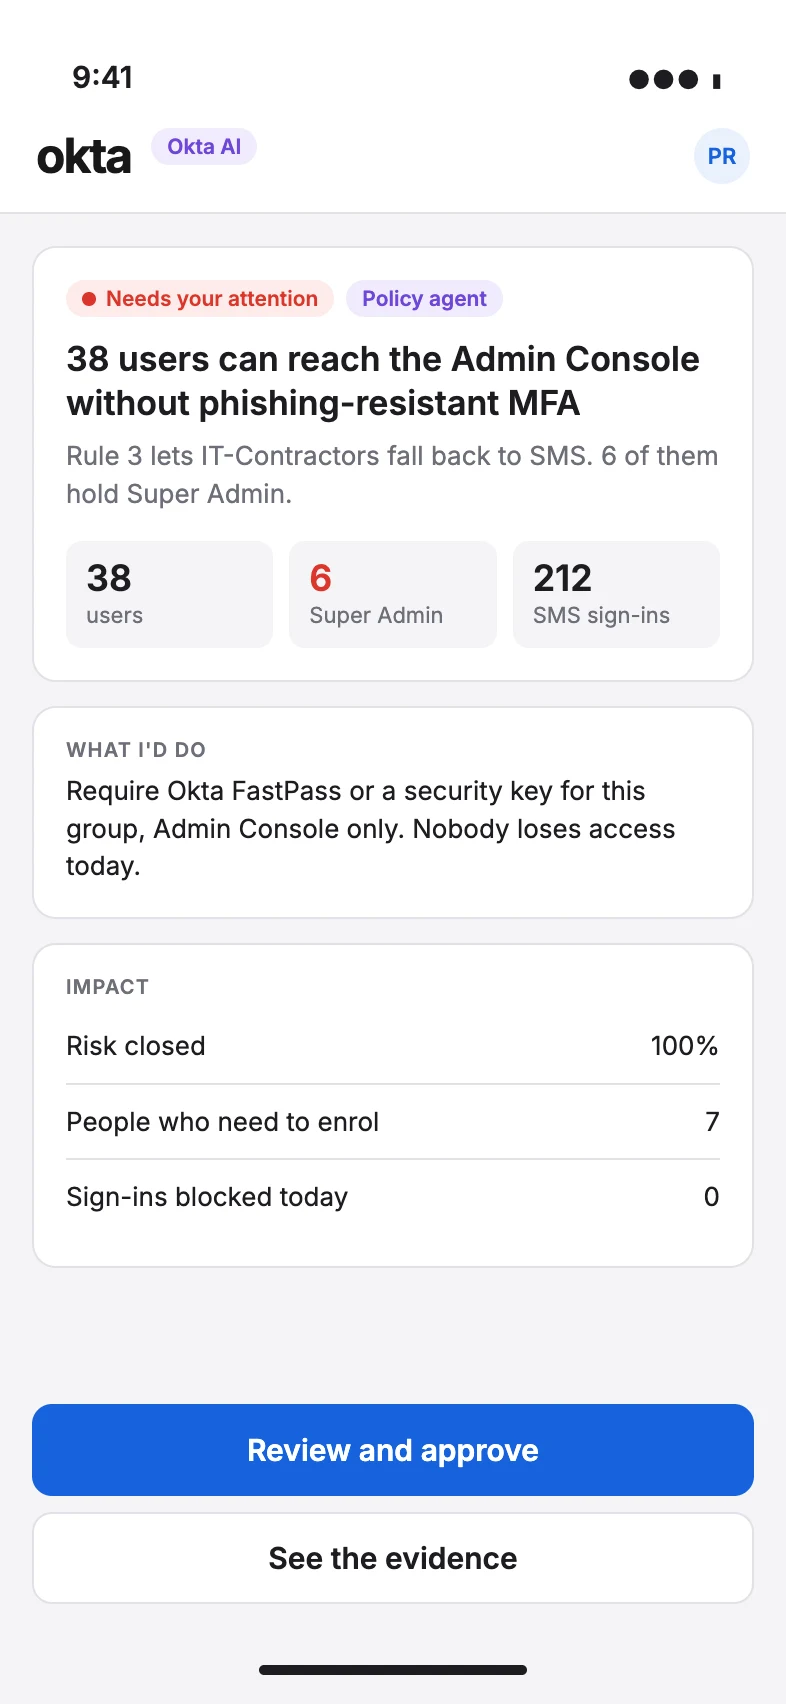 9:41
okta
Okta AI
PR
Needs your attention
Policy agent
38 users can reach the Admin Console
without phishing-resistant MFA
Rule 3 lets IT-Contractors fall back to SMS. 6 of them
hold Super Admin.
38
users
6
Super Admin
212
SMS sign-ins
WHAT I'D DO
Require Okta FastPass or a security key for this
group, Admin Console only. Nobody loses access
today.
IMPACT
Risk closed 100%
People who need to enrol 7
Sign-ins blocked today 0
Review and approve
See the evidence